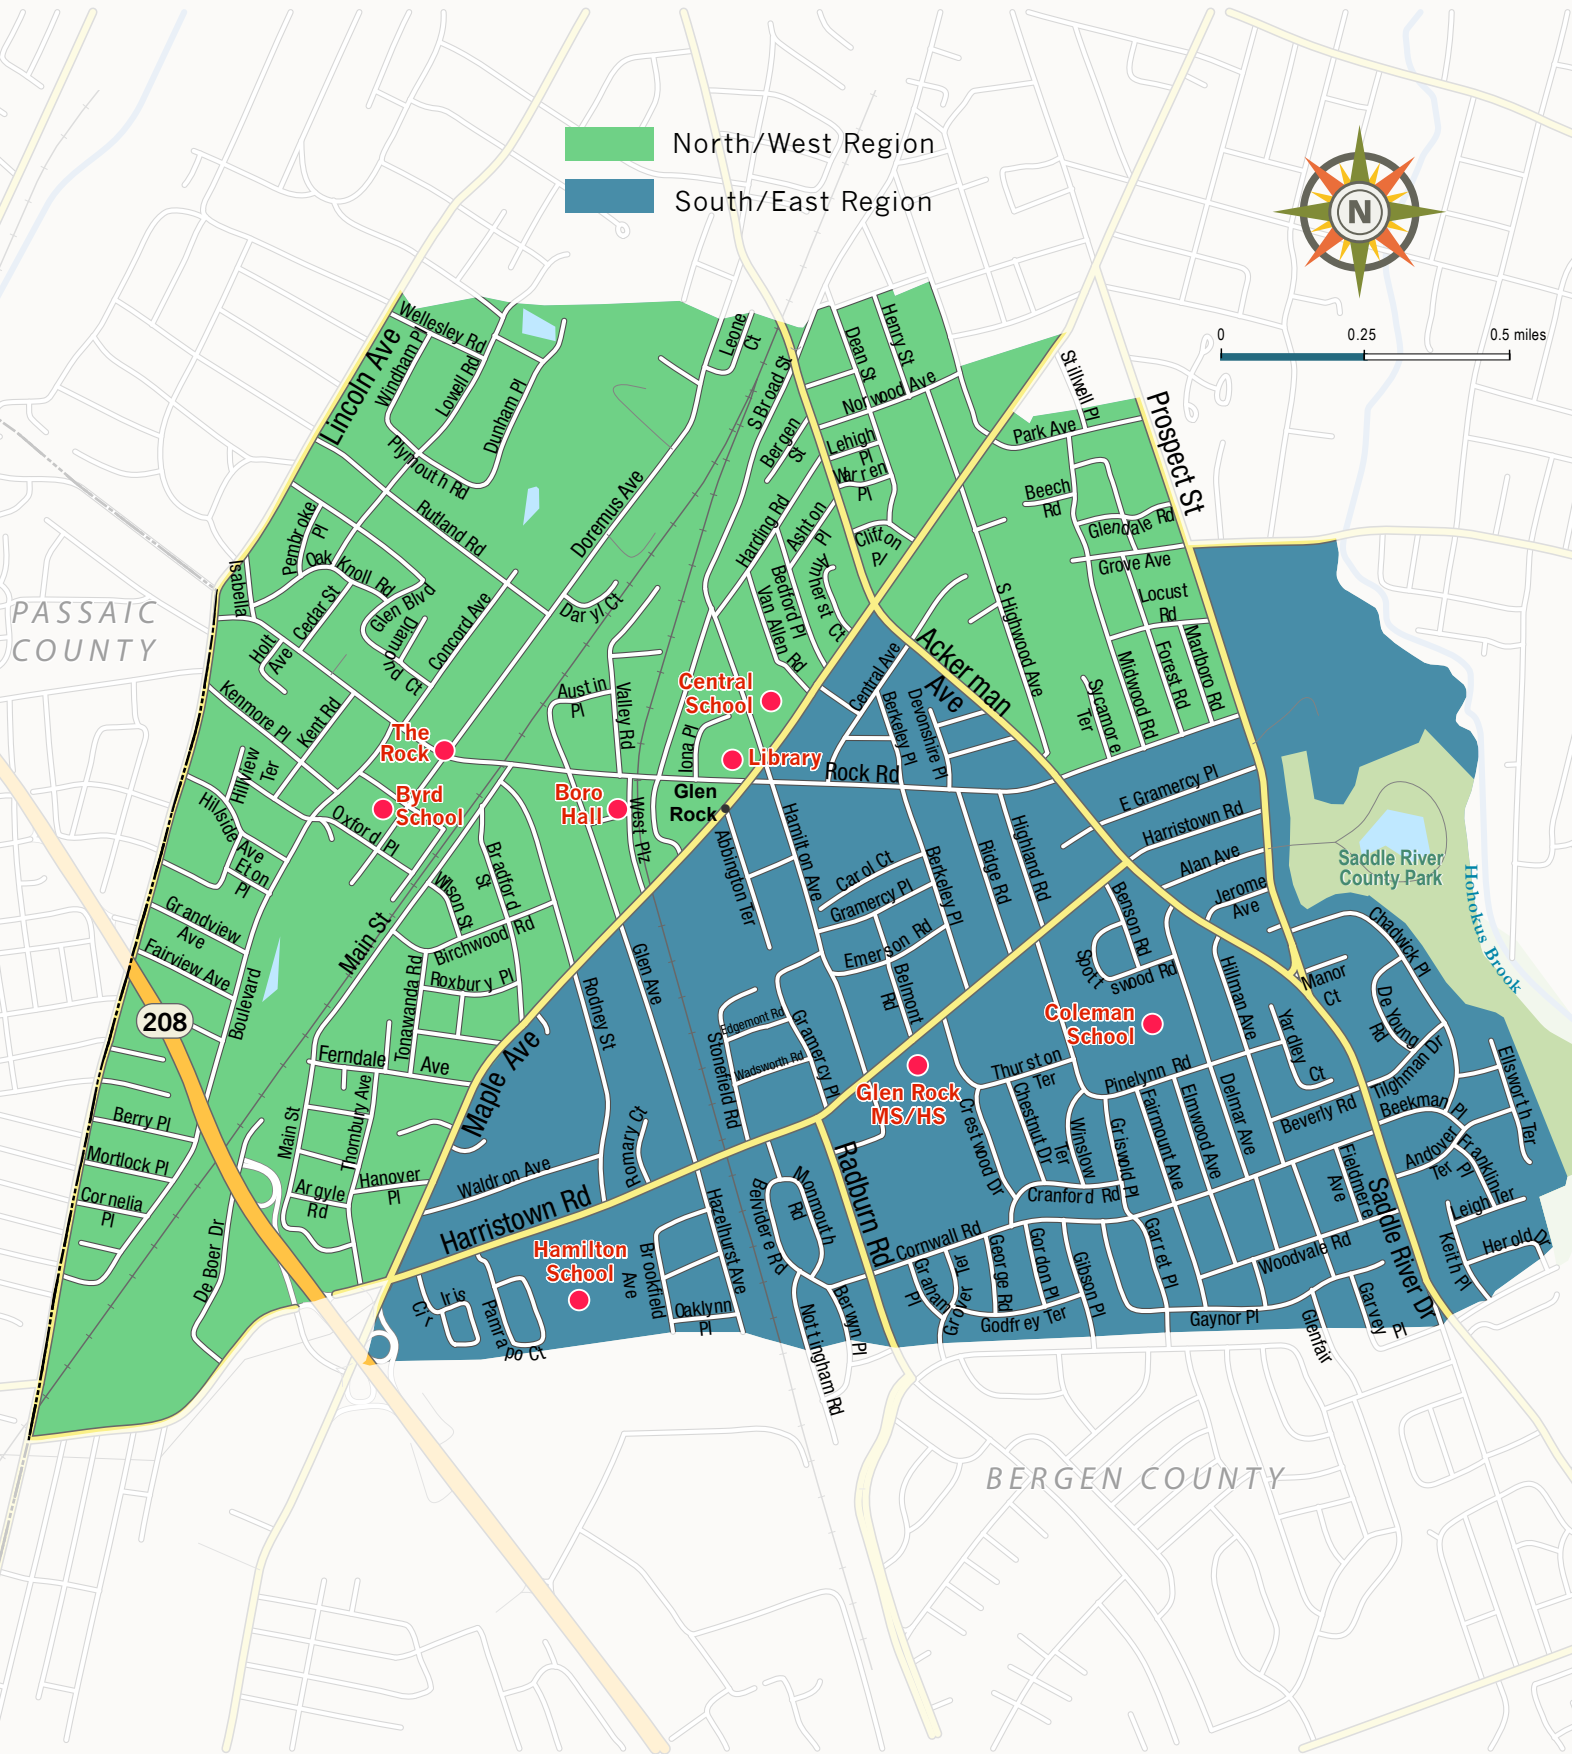 North/West Region
South/East Region
N
0
0.25
0.5 miles
PASSAIC
COUNTY
BERGEN COUNTY
208
Lincoln Ave
Wellesley Rd
Windham Pl
Lowell Rd
Dunham Pl
Plymouth Rd
Rutland Rd
Doremus Ave
Leone
Ct
S Broad St
Bergen
St
Dean St
Henry St
Norwood Ave
Lehigh
Pl
Warren
Pl
Clifton
Pl
Harding Rd
Ashton
Pl
Amherst Ct
Bedford Pl
Van Allen Rd
Stillwell Pl
Park Ave
Prospect St
Beech
Rd
Glendale Rd
Grove Ave
Locust
Rd
Marlboro Rd
Forest Rd
Midwood Rd
Sycamore
Ter
S Highwood Ave
Pembroke
Pl
Isabella
Oak Knoll Rd
Cedar St
Glen Blvd
Diamond Ct
Concord Ave
Daryl Ct
Holt
Ave
Kenmore Pl
Kent Rd
Austin
Pl
Valley Rd
Iona Pl
Central
School
Library
The
Rock
Byrd
School
Boro
Hall
Glen
Rock
West Plz
Hillview
Ter
Hillside Ave
Eton
Pl
Oxford Pl
Wilson St
Bradford
St
Birchwood Rd
Roxbury Pl
Main St
Grandview
Ave
Fairview Ave
Boulevard
Tonawanda Rd
Ferndale Ave
Thornbury Ave
Main St
Argyle
Rd
Hanover
Pl
Berry Pl
Mortlock Pl
Cornelia
Pl
De Boer Dr
Maple Ave
Ackerman
Ave
Central Ave
Berkeley Pl
Devonshire Pl
Rock Rd
Abbington Ter
Hamilton Ave
Carol Ct
Gramercy Pl
Emerson Rd
Berkeley Pl
Ridge Rd
Highland Rd
Belmont
Rd
E Gramercy Pl
Harristown Rd
Alan Ave
Jerome
Ave
Benson Rd
Spottswood Rd
Hillman Ave
Yardley
Ct
Manor
Ct
Chadwick Pl
De Young
Rd
Tilghman Dr
Ellsworth Ter
Beekman Pl
Beverly Rd
Andover
Ter
Franklin
Pl
Leigh Ter
Herold Dr
Keith Pl
Saddle River
County Park
Hohokus Brook
Saddle River Dr
Fieldmere
Ave
Woodvale Rd
Garvey Pl
Glenfair
Gaynor Pl
Coleman
School
Glen Rock
MS/HS
Thurston
Ter
Chestnut Dr
Crestwood Dr
Winslow
Ter
Pinelynn Rd
Griswold Pl
Fairmount Ave
Elmwood Ave
Delmar Ave
Cranford Rd
Garret Pl
Gibson Pl
Gordon Pl
George Rd
Godfrey Ter
Grover Ter
Graham
Pl
Cornwall Rd
Radburn Rd
Berwyn Pl
Nottingham Rd
Monmouth
Rd
Belvidere Rd
Hazelhurst Ave
Oaklynn
Pl
Brookfield
Ave
Hamilton
School
Harristown Rd
Pamrapo Ct
Iris
Cir
Waldron Ave
Romary Ct
Rodney St
Glen Ave
Stonefield Rd
Edgemont Rd
Wadsworth Rd
Gramercy Pl